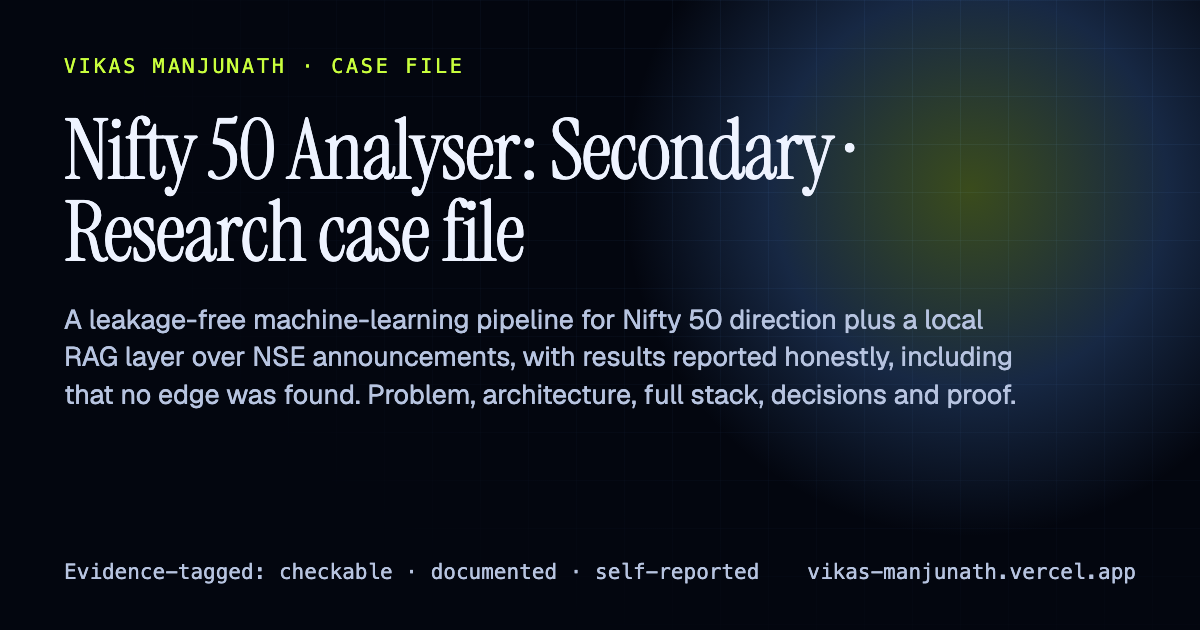 VIKAS MANJUNATH · CASE FILE
Nifty 50 Analyser: Secondary ·
Research case file
A leakage-free machine-learning pipeline for Nifty 50 direction plus a local
RAG layer over NSE announcements, with results reported honestly, including
that no edge was found. Problem, architecture, full stack, decisions and proof.
Evidence-tagged: checkable · documented · self-reported
vikas-manjunath.vercel.app